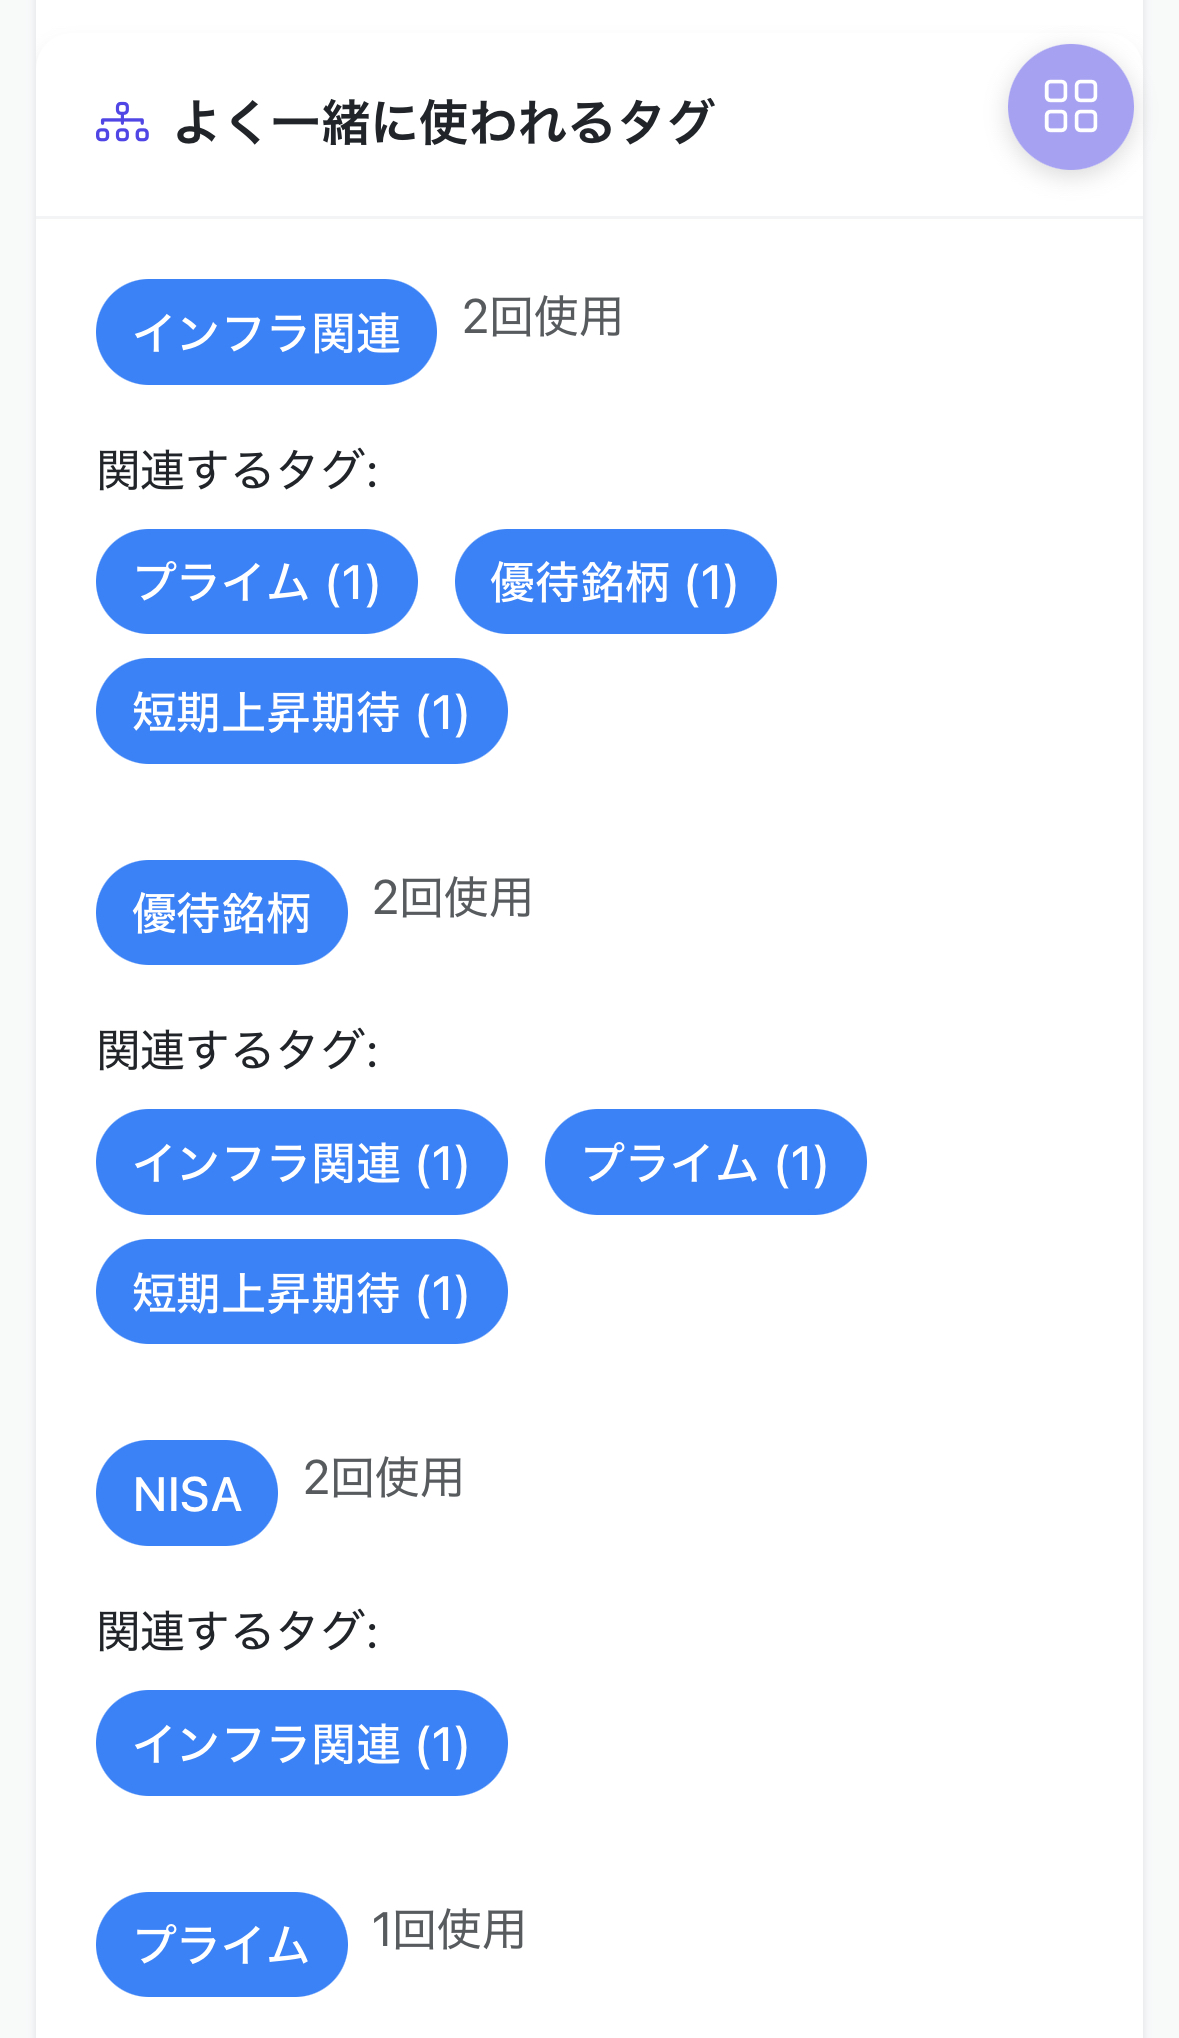 よく一緒に使われるタグ
インフラ関連 2回使用
関連するタグ:
プライム (1) 優待銘柄 (1)
短期上昇期待 (1)
優待銘柄 2回使用
関連するタグ:
インフラ関連 (1) プライム (1)
短期上昇期待 (1)
NISA 2回使用
関連するタグ:
インフラ関連 (1)
プライム 1回使用